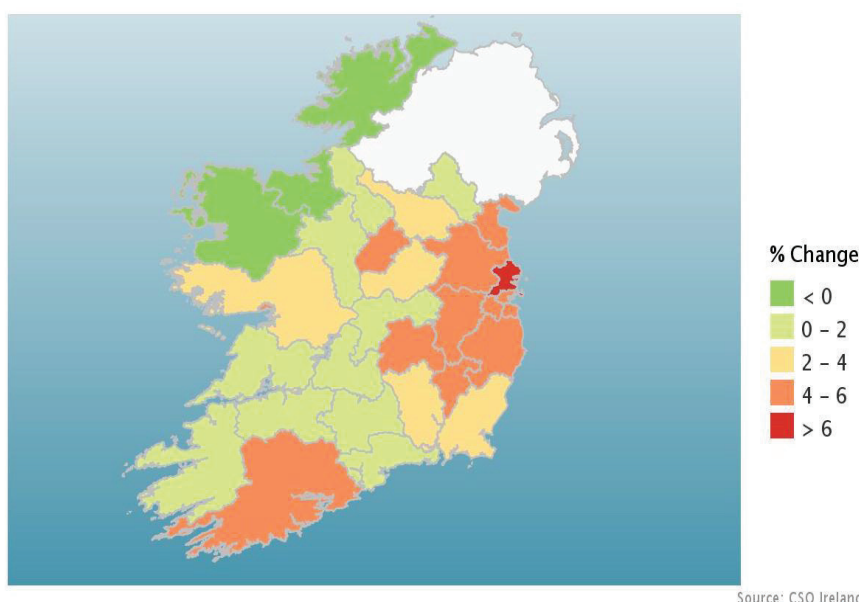 % Change
< 0
0 – 2
2 – 4
4 – 6
> 6
Source: CSO Ireland